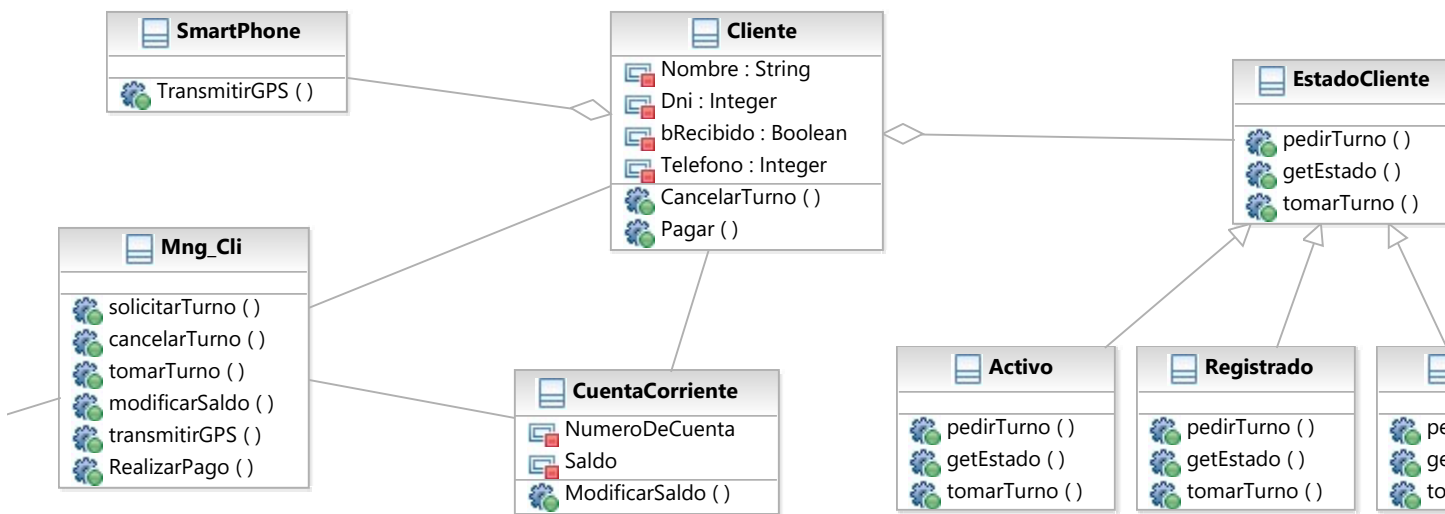 SmartPhone
TransmitirGPS ( )
Cliente
Nombre : String
Dni : Integer
bRecibido : Boolean
Telefono : Integer
CancelarTurno ( )
Pagar ( )
EstadoCliente
pedirTurno ( )
getEstado ( )
tomarTurno ( )
Mng_Cli
solicitarTurno ( )
cancelarTurno ( )
tomarTurno ( )
modificarSaldo ( )
transmitirGPS ( )
RealizarPago ( )
CuentaCorriente
NumeroDeCuenta
Saldo
ModificarSaldo ( )
Activo
pedirTurno ( )
getEstado ( )
tomarTurno ( )
Registrado
pedirTurno ( )
getEstado ( )
tomarTurno ( )